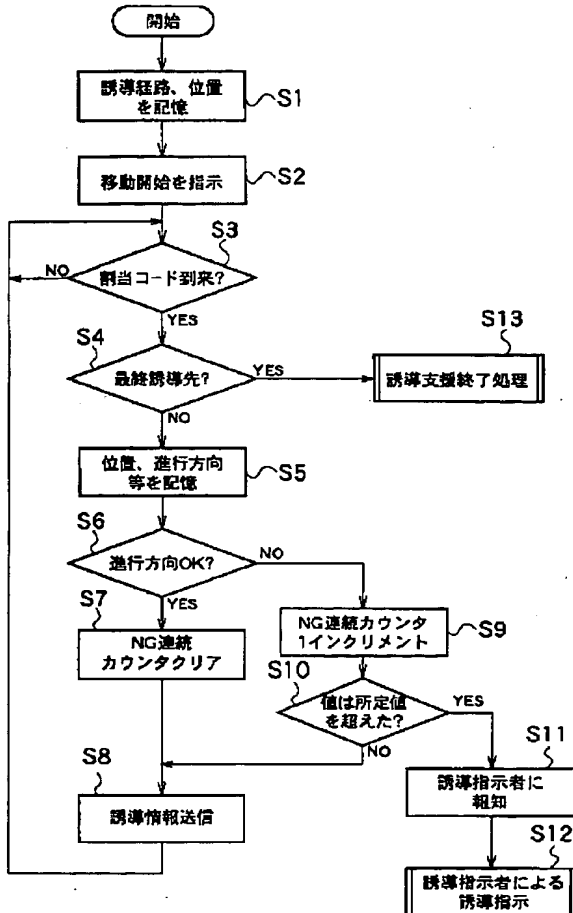 開始
誘導経路、位置
を記憶
S1
移動開始を指示
S2
S3
割当コード到来?
NO
YES
S4
最終誘導先?
YES
NO
S13
誘導支援終了処理
位置、進行方向
等を記憶
S5
S6
進行方向OK?
NO
YES
S7
NG連続
カウンタクリア
NG連続カウンタ
1インクリメント
S9
S10
値は所定値
を超えた?
YES
NO
S8
誘導情報送信
S11
誘導指示者に
報知
S12
誘導指示者による
誘導指示